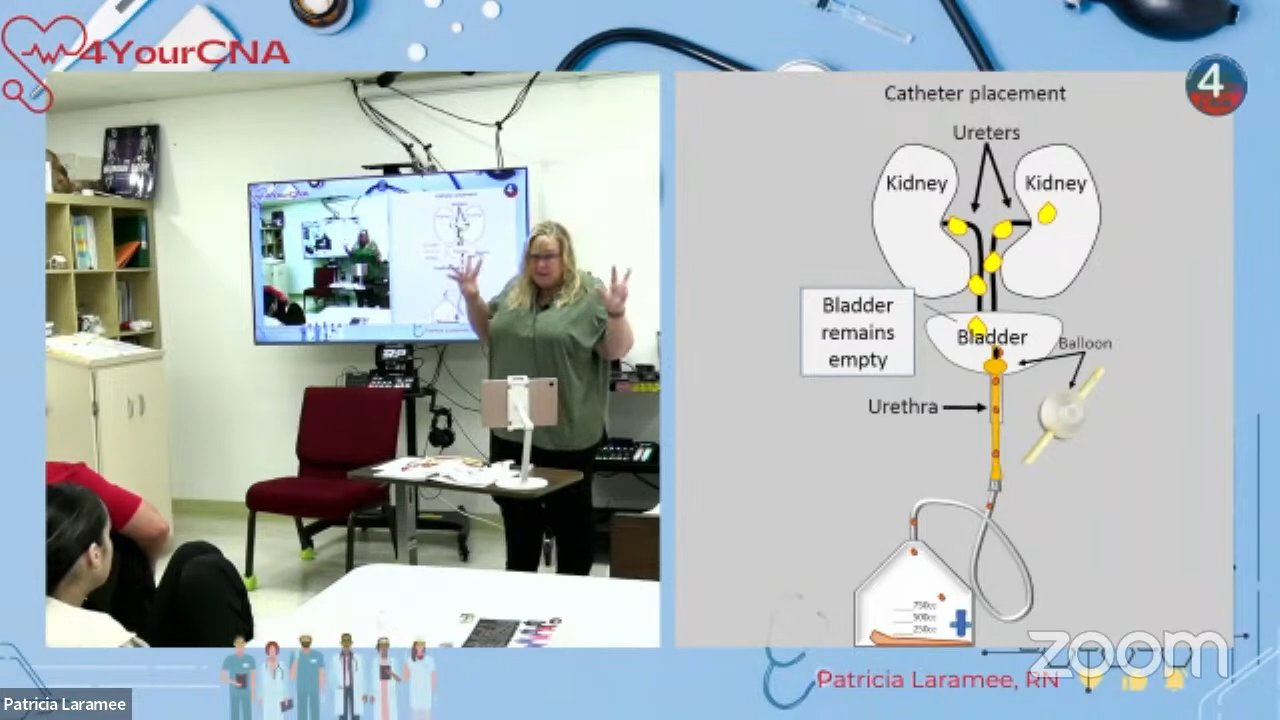 4YourCNA
4
Catheter placement
Ureters
Kidney
Kidney
Bladder
remains
empty
Bladder
Balloon
Urethra
750cc
500cc
250cc
zoom
Patricia Laramee, RN
Patricia Laramee